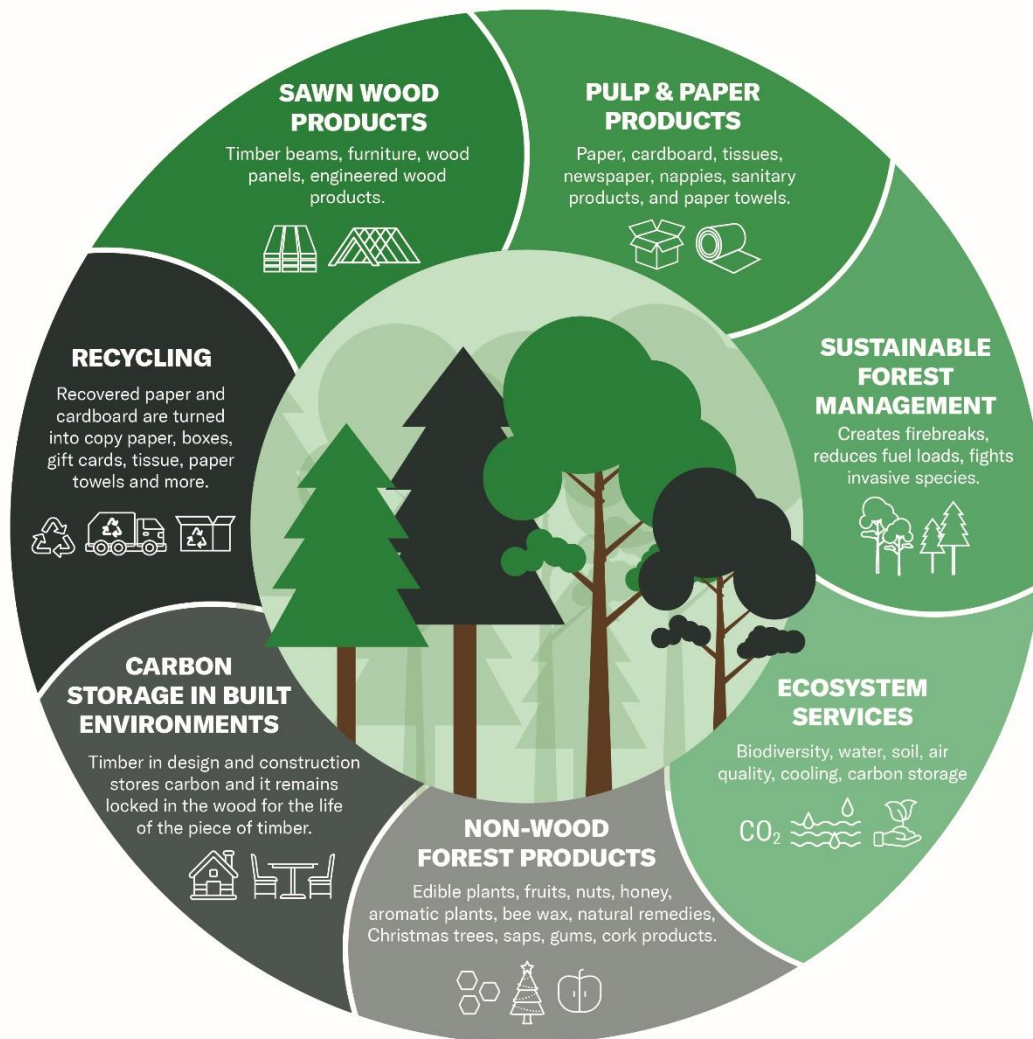 SAWN WOOD
PRODUCTS
Timber beams, furniture, wood
panels, engineered wood
products.
PULP & PAPER
PRODUCTS
Paper, cardboard, tissues,
newspaper, nappies, sanitary
products, and paper towels.
SUSTAINABLE
FOREST
MANAGEMENT
Creates firebreaks,
reduces fuel loads, fights
invasive species.
ECOSYSTEM
SERVICES
Biodiversity, water, soil, air
quality, cooling, carbon storage
CO₂
NON-WOOD
FOREST PRODUCTS
Edible plants, fruits, nuts, honey,
aromatic plants, bee wax, natural remedies,
Christmas trees, saps, gums, cork products.
CARBON
STORAGE IN BUILT
ENVIRONMENTS
Timber in design and construction
stores carbon and it remains
locked in the wood for the life
of the piece of timber.
RECYCLING
Recovered paper and
cardboard are turned
into copy paper, boxes,
gift cards, tissue, paper
towels and more.